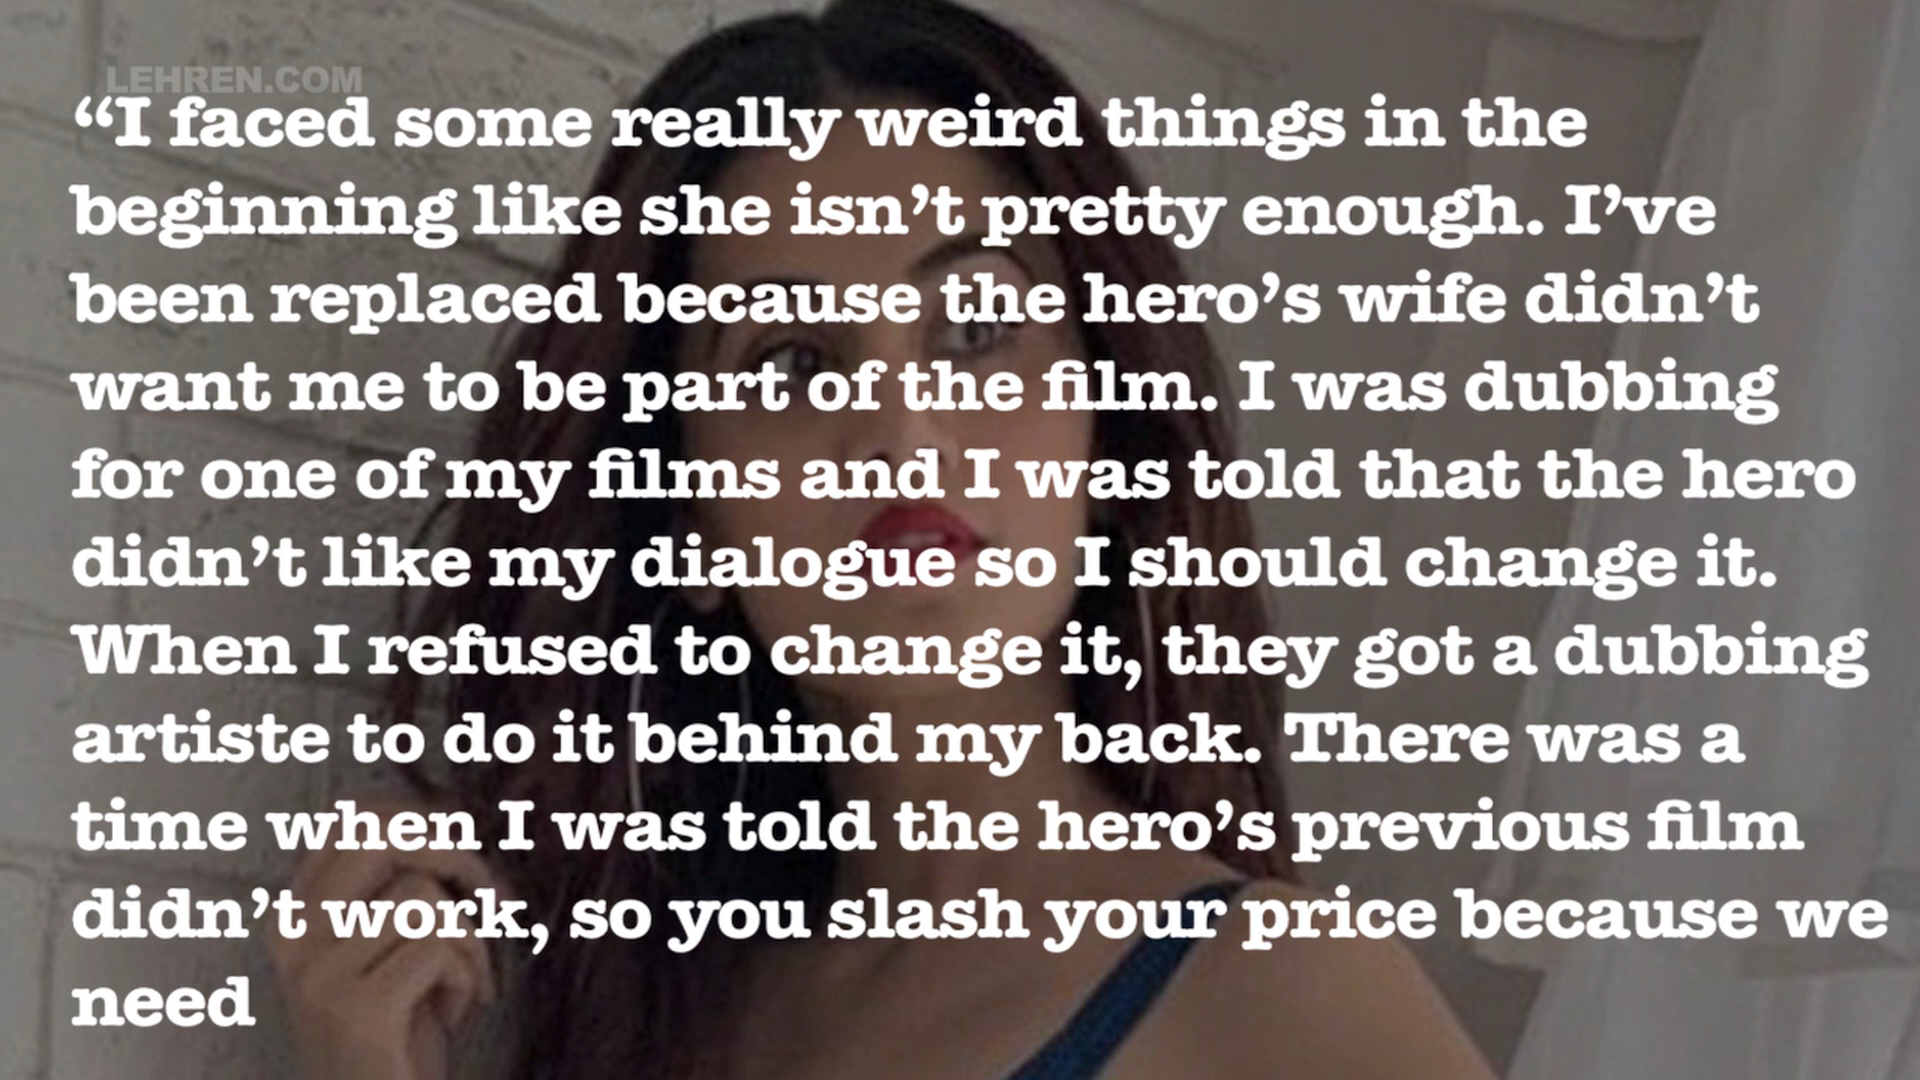 LEHREN.COM
“I faced some really weird things in the
beginning like she isn’t pretty enough. I’ve
been replaced because the hero’s wife didn’t
want me to be part of the film. I was dubbing
for one of my films and I was told that the hero
didn’t like my dialogue so I should change it.
When I refused to change it, they got a dubbing
artiste to do it behind my back. There was a
time when I was told the hero’s previous film
didn’t work, so you slash your price because we
need